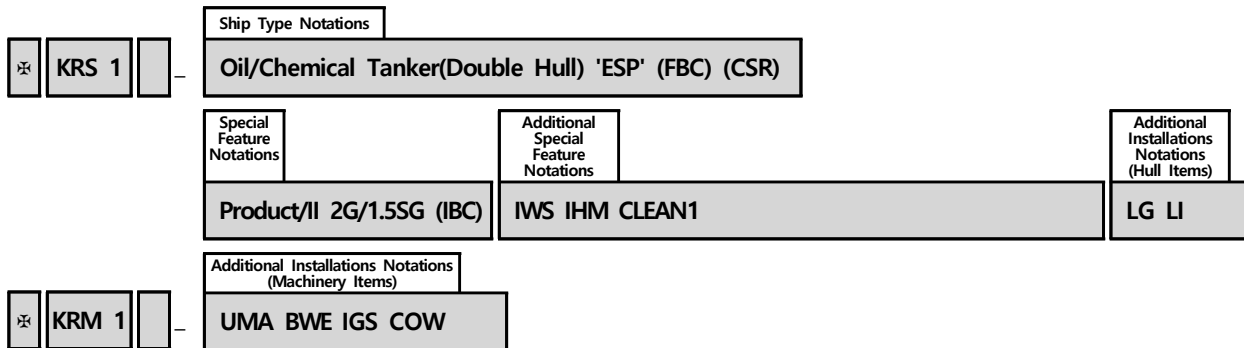 Ship Type Notations
✠ KRS 1 _ Oil/Chemical Tanker(Double Hull) 'ESP' (FBC) (CSR)
Special
Feature
Notations
Additional
Special
Feature
Notations
Additional
Installations
Notations
(Hull Items)
Product/II 2G/1.5SG (IBC) IWS IHM CLEAN1 LG LI
Additional Installations Notations
(Machinery Items)
✠ KRM 1 _ UMA BWE IGS COW